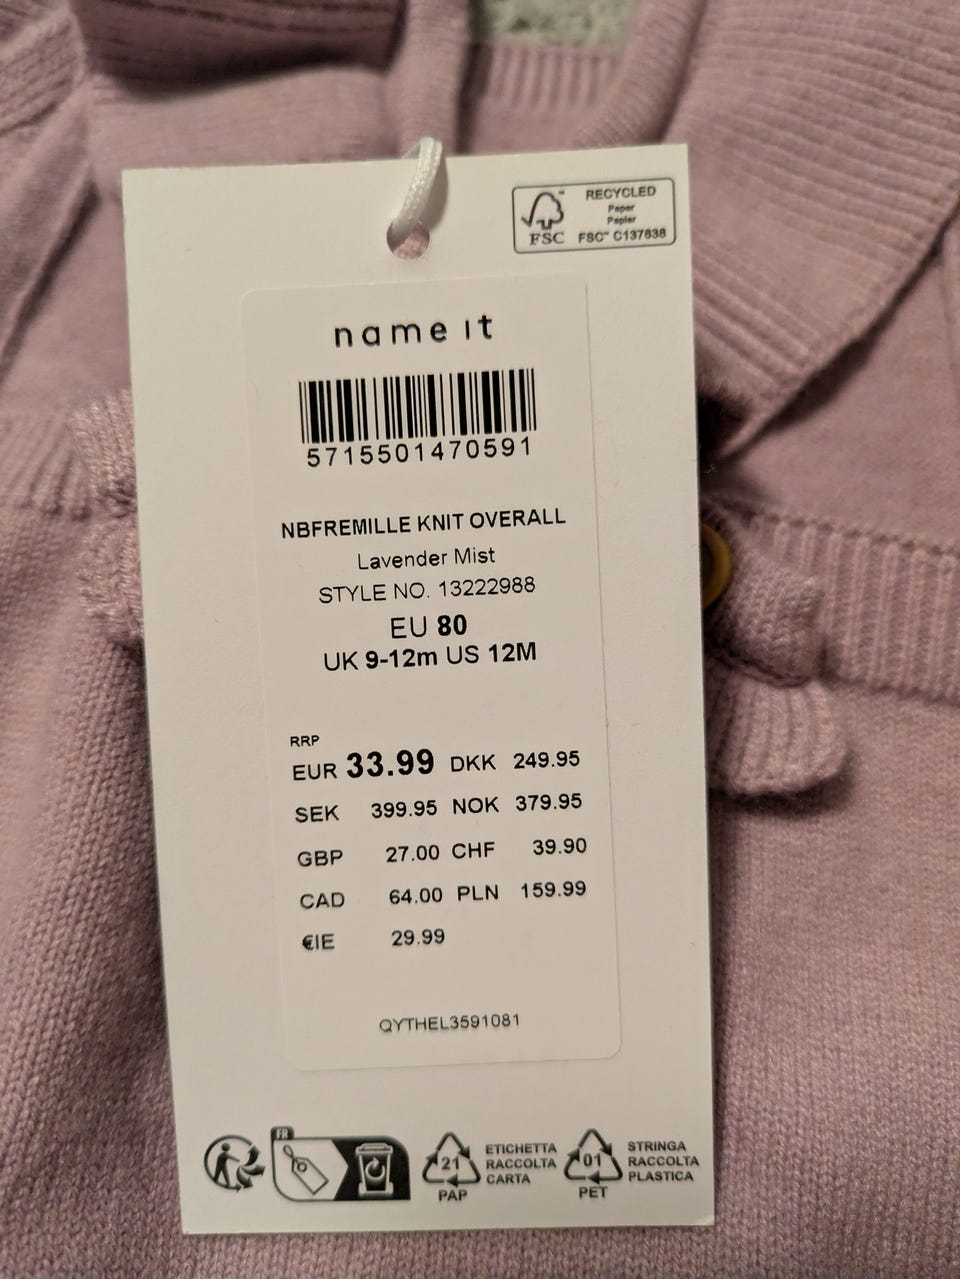 RECYCLED
Paper
Papier
FSC™ C137838
FSC
name it
5715501470591
NBFREMILLE KNIT OVERALL
Lavender Mist
STYLE NO. 13222988
EU 80
UK 9-12m US 12M
RRP
EUR 33.99 DKK 249.95
SEK 399.95 NOK 379.95
GBP 27.00 CHF 39.90
CAD 64.00 PLN 159.99
€IE 29.99
QYTHEL3591081
FR
21
PAP
ETICHETTA
RACCOLTA
CARTA
01
PET
STRINGA
RACCOLTA
PLASTICA